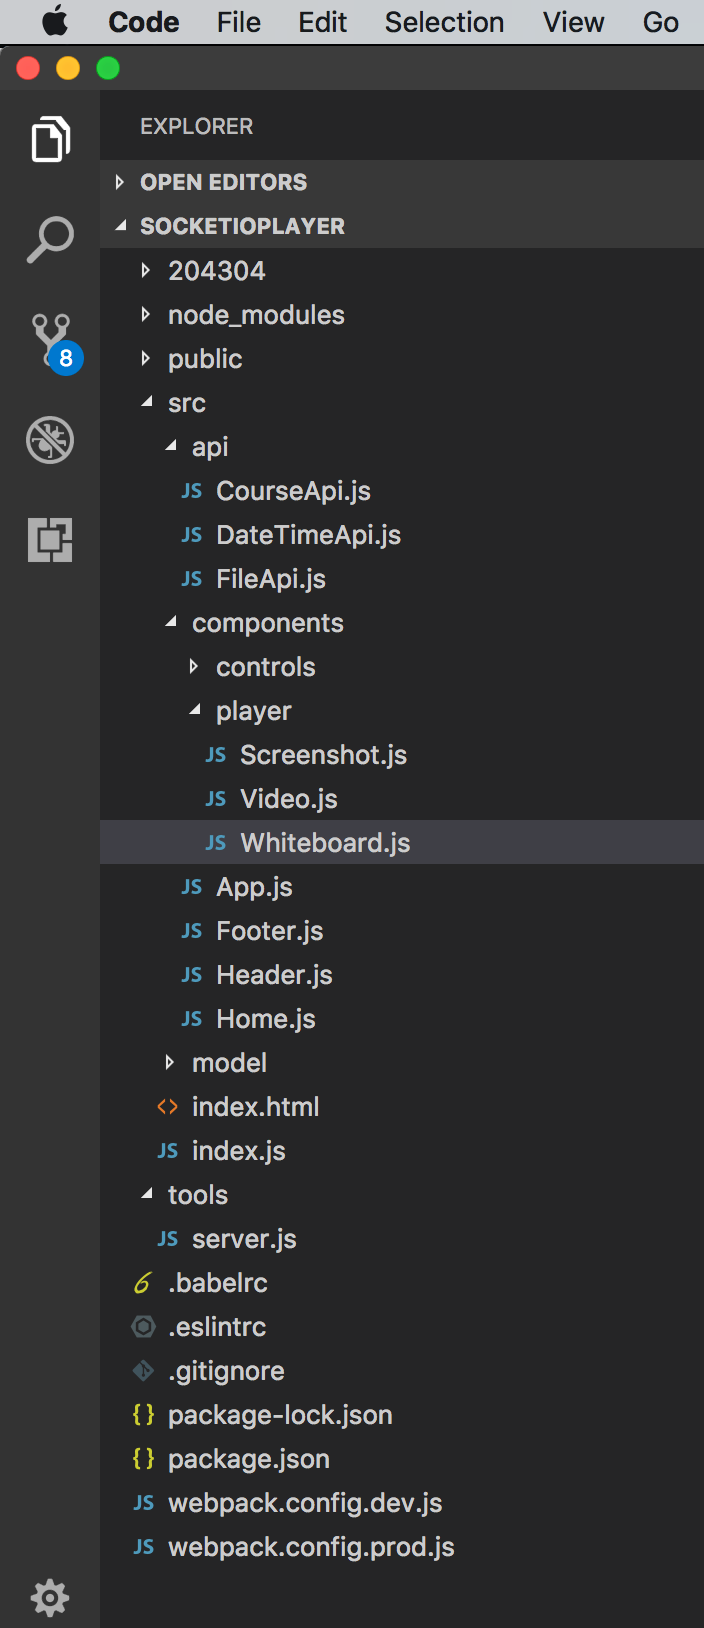 Code File Edit Selection View Go
EXPLORER
OPEN EDITORS
SOCKETIOPLAYER
204304
node_modules
public
src
api
JS CourseApi.js
JS DateTimeApi.js
JS FileApi.js
components
controls
player
JS Screenshot.js
JS Video.js
JS Whiteboard.js
JS App.js
JS Footer.js
JS Header.js
JS Home.js
model
<> index.html
JS index.js
tools
JS server.js
6 .babelrc
.eslintrc
.gitignore
{} package-lock.json
{} package.json
JS webpack.config.dev.js
JS webpack.config.prod.js
8